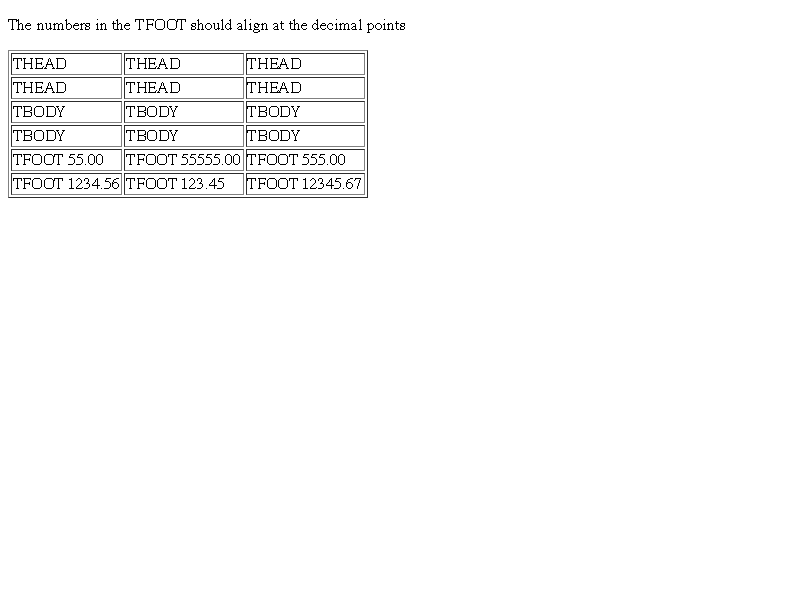 The numbers in the TFOOT should align at the decimal points
THEAD THEAD THEAD
THEAD THEAD THEAD
TBODY TBODY TBODY
TBODY TBODY TBODY
TFOOT 55.00 TFOOT 55555.00 TFOOT 555.00
TFOOT 1234.56 TFOOT 123.45 TFOOT 12345.67